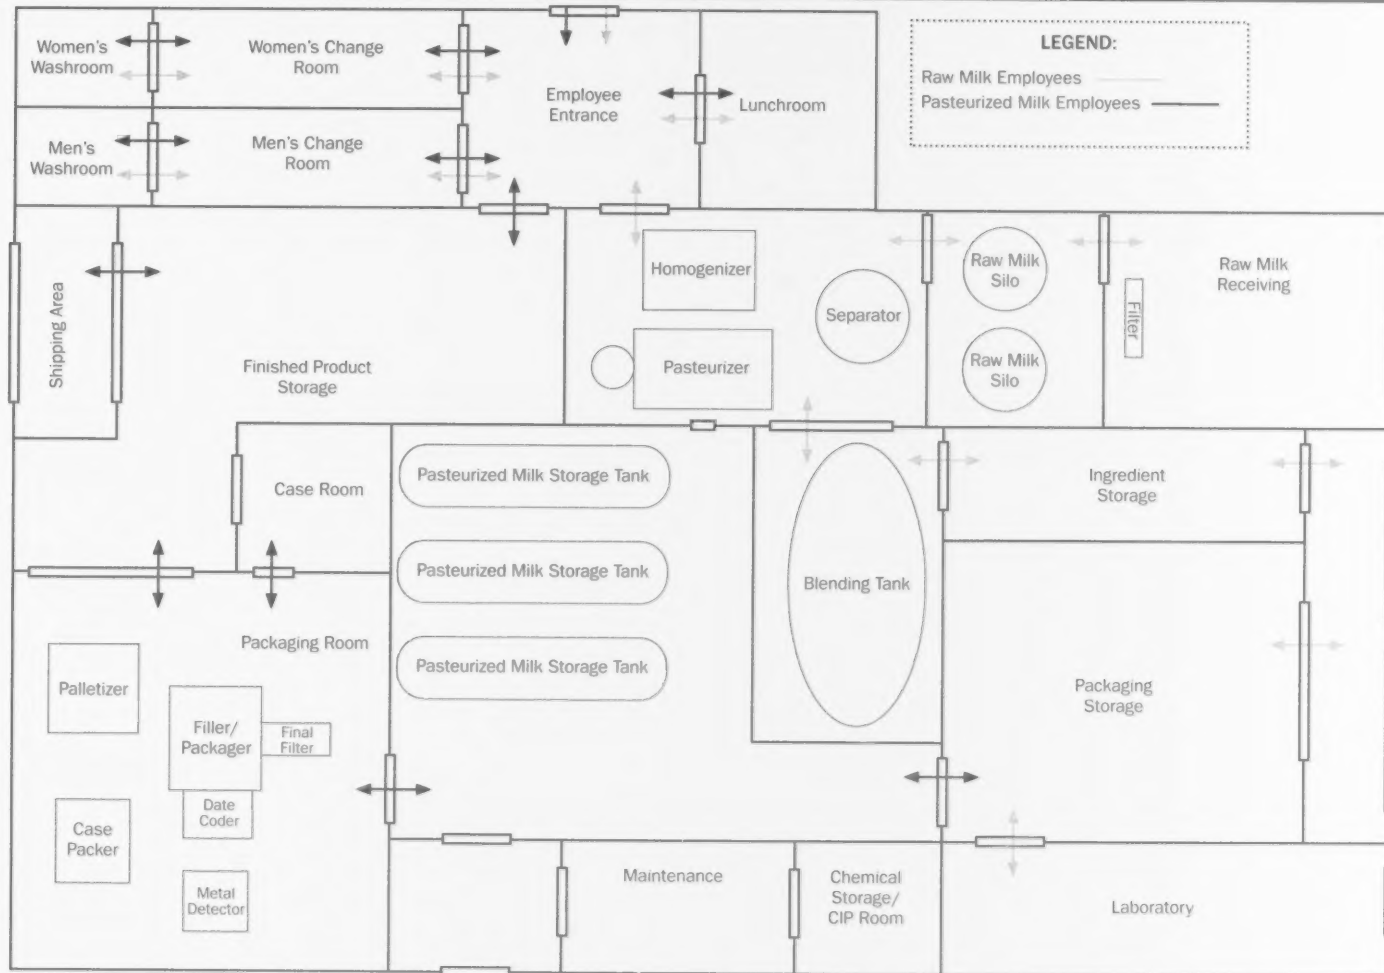 Women's
Washroom
Women's Change
Room
Employee
Entrance
Lunchroom
LEGEND:
Raw Milk Employees
Pasteurized Milk Employees
Men's
Washroom
Men's Change
Room
Shipping Area
Finished Product
Storage
Homogenizer
Pasteurizer
Separator
Raw Milk
Silo
Raw Milk
Silo
Filter
Raw Milk
Receiving
Case Room
Pasteurized Milk Storage Tank
Pasteurized Milk Storage Tank
Pasteurized Milk Storage Tank
Blending Tank
Ingredient
Storage
Packaging
Storage
Packaging Room
Palletizer
Filler/
Packager
Final
Filter
Date
Coder
Case
Packer
Metal
Detector
Maintenance
Chemical
Storage/
CIP Room
Laboratory